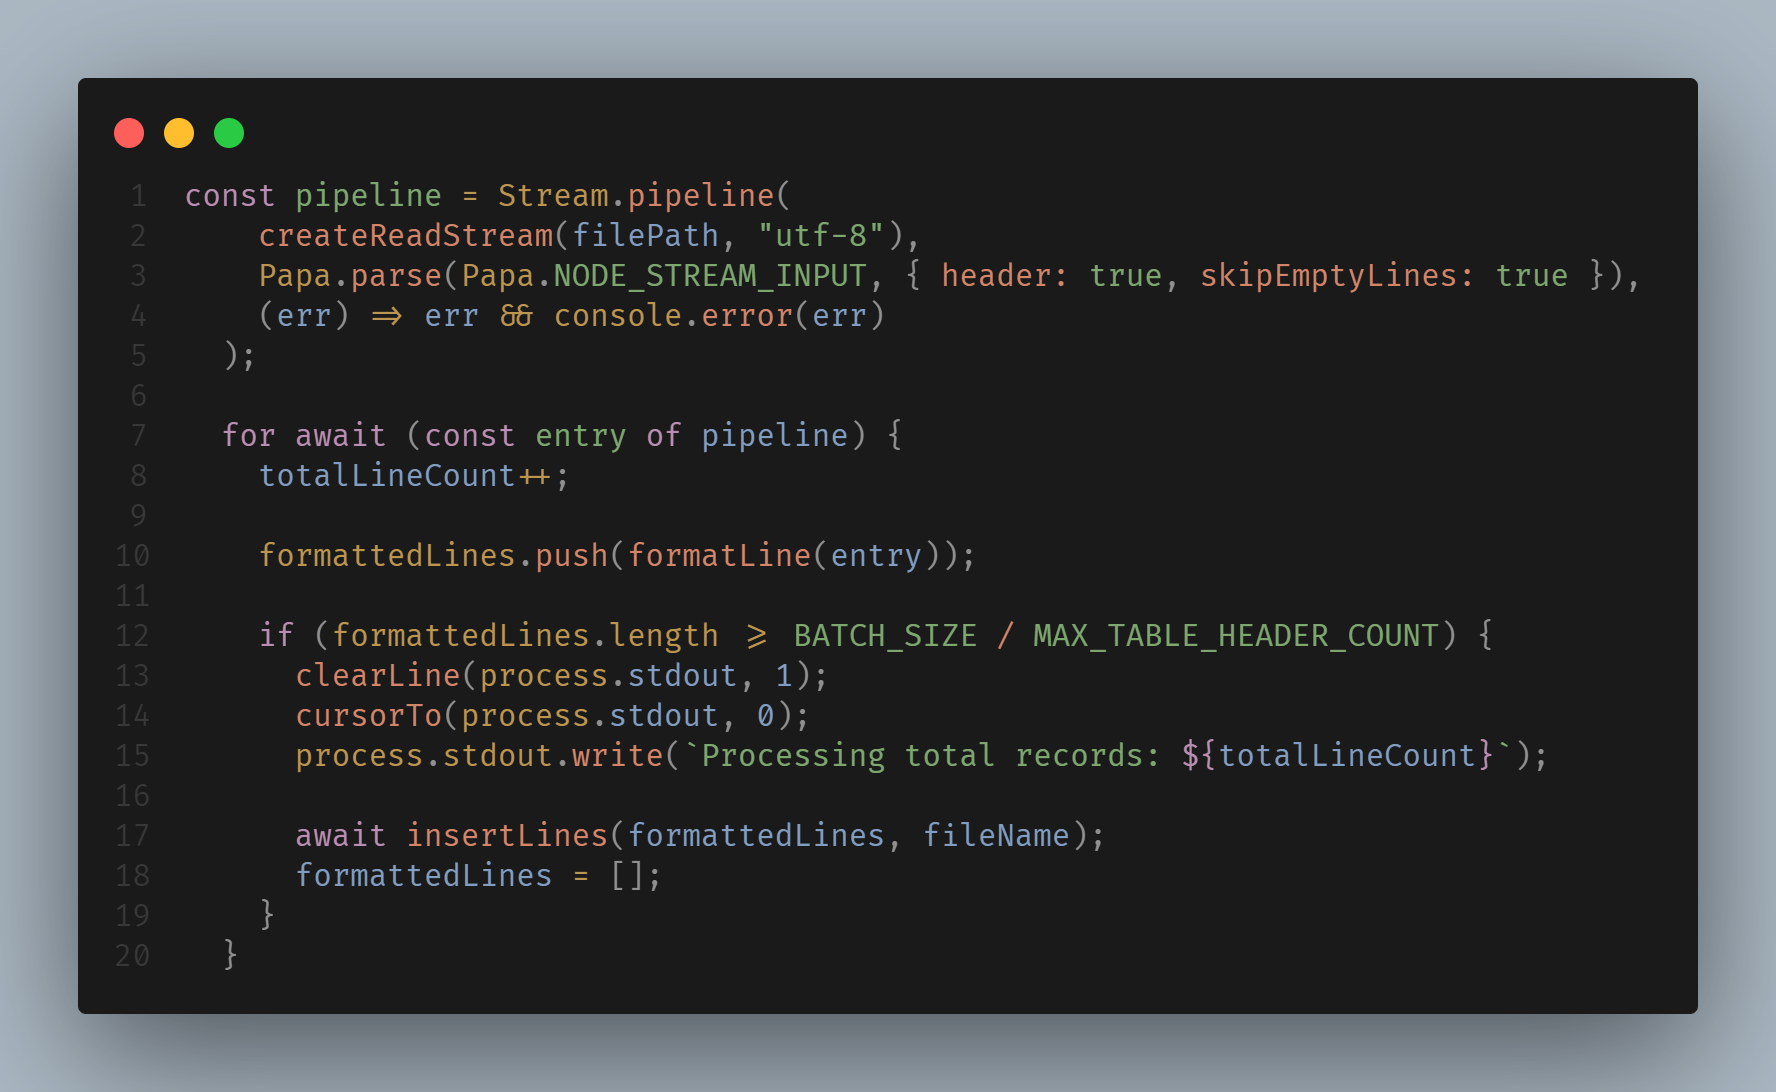 1 const pipeline = Stream.pipeline(
2     createReadStream(filePath, "utf-8"),
3     Papa.parse(Papa.NODE_STREAM_INPUT, { header: true, skipEmptyLines: true }),
4     (err) => err && console.error(err)
5   );
6
7   for await (const entry of pipeline) {
8     totalLineCount++;
9
10     formattedLines.push(formatLine(entry));
11
12     if (formattedLines.length >= BATCH_SIZE / MAX_TABLE_HEADER_COUNT) {
13       clearLine(process.stdout, 1);
14       cursorTo(process.stdout, 0);
15       process.stdout.write(`Processing total records: ${totalLineCount}`);
16
17       await insertLines(formattedLines, fileName);
18       formattedLines = [];
19     }
20   }